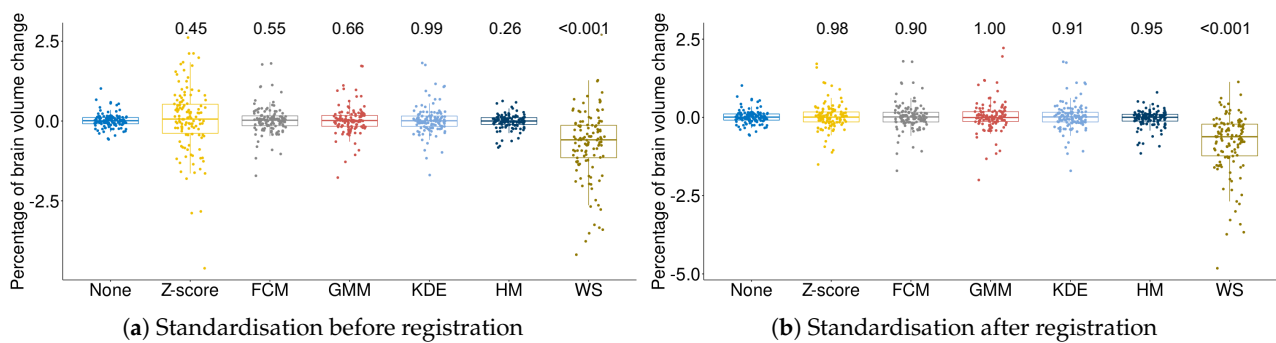 Percentage of brain volume change
2.5
0.0
-2.5
0.45 0.55 0.66 0.99 0.26 <0.001
None Z-score FCM GMM KDE HM WS
(a) Standardisation before registration
Percentage of brain volume change
2.5
0.0
-2.5
-5.0
0.98 0.90 1.00 0.91 0.95 <0.001
None Z-score FCM GMM KDE HM WS
(b) Standardisation after registration